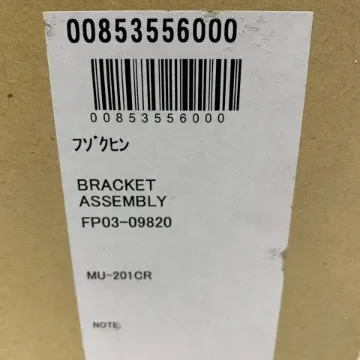 00853556000
00853556000
ﾌｿﾞｸﾋﾝ
BRACKET
ASSEMBLY
FP03-09820
MU-201CR
NOTE: